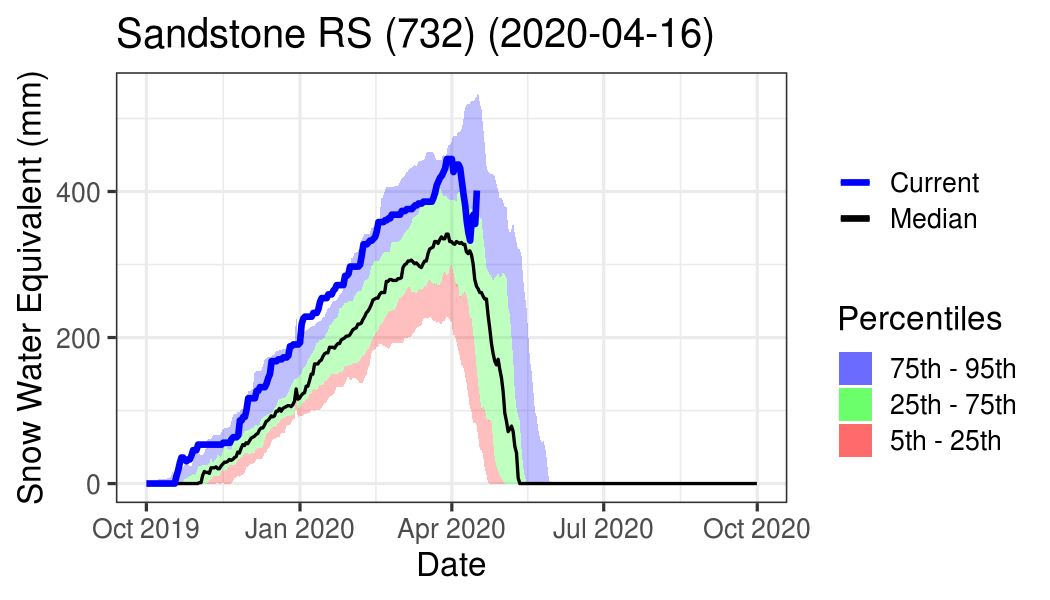 Sandstone RS (732) (2020-04-16)
Snow Water Equivalent (mm)
400
200
0
Oct 2019
Jan 2020
Apr 2020
Jul 2020
Oct 2020
Date
Current
Median
Percentiles
75th - 95th
25th - 75th
5th - 25th